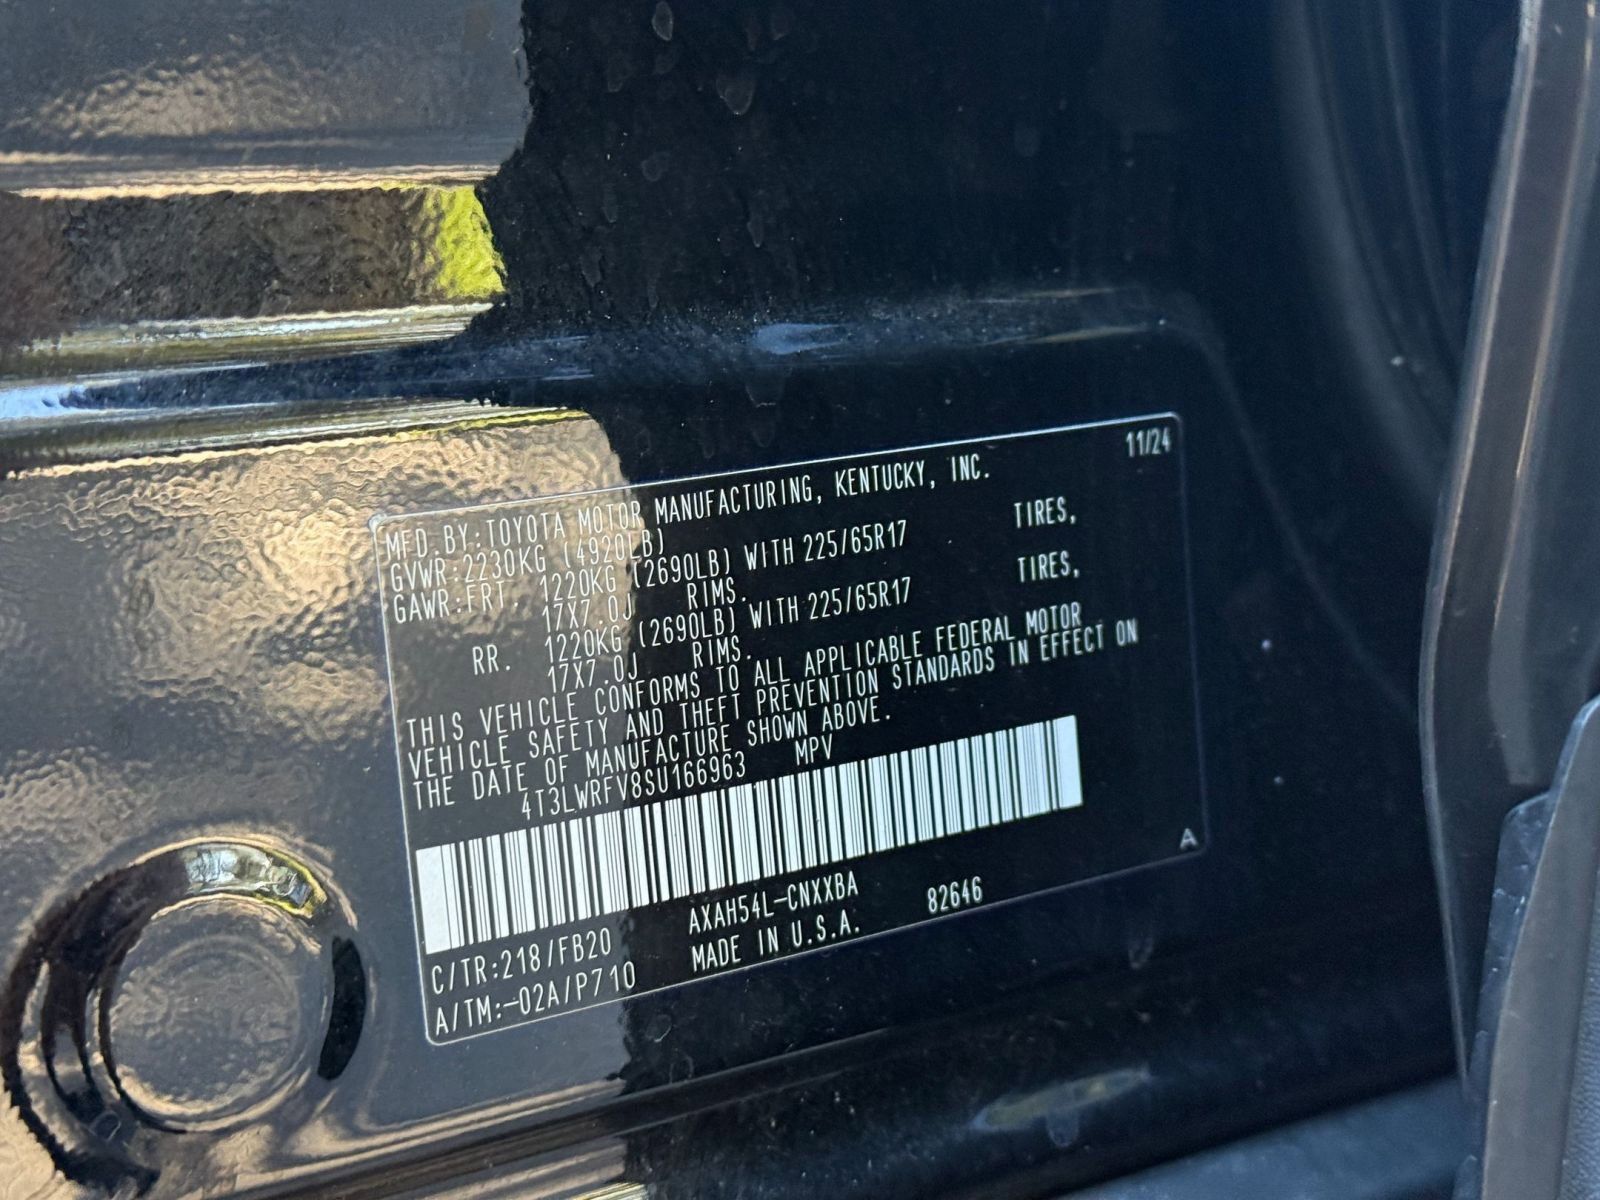 11/24
MFD.BY:TOYOTA MOTOR MANUFACTURING, KENTUCKY, INC.
GVWR:2230KG (4920LB)
GAWR:FRT. 1220KG (2690LB) WITH 225/65R17 TIRES,
17X7.0J RIMS.
RR. 1220KG (2690LB) WITH 225/65R17 TIRES,
17X7.0J RIMS.
THIS VEHICLE CONFORMS TO ALL APPLICABLE FEDERAL MOTOR
VEHICLE SAFETY AND THEFT PREVENTION STANDARDS IN EFFECT ON
THE DATE OF MANUFACTURE SHOWN ABOVE.
4T3LWRFV8SU166963 MPV
A
C/TR:218/FB20 AXAH54L-CNXXBA 82646
A/TM:-02A/P710 MADE IN U.S.A.